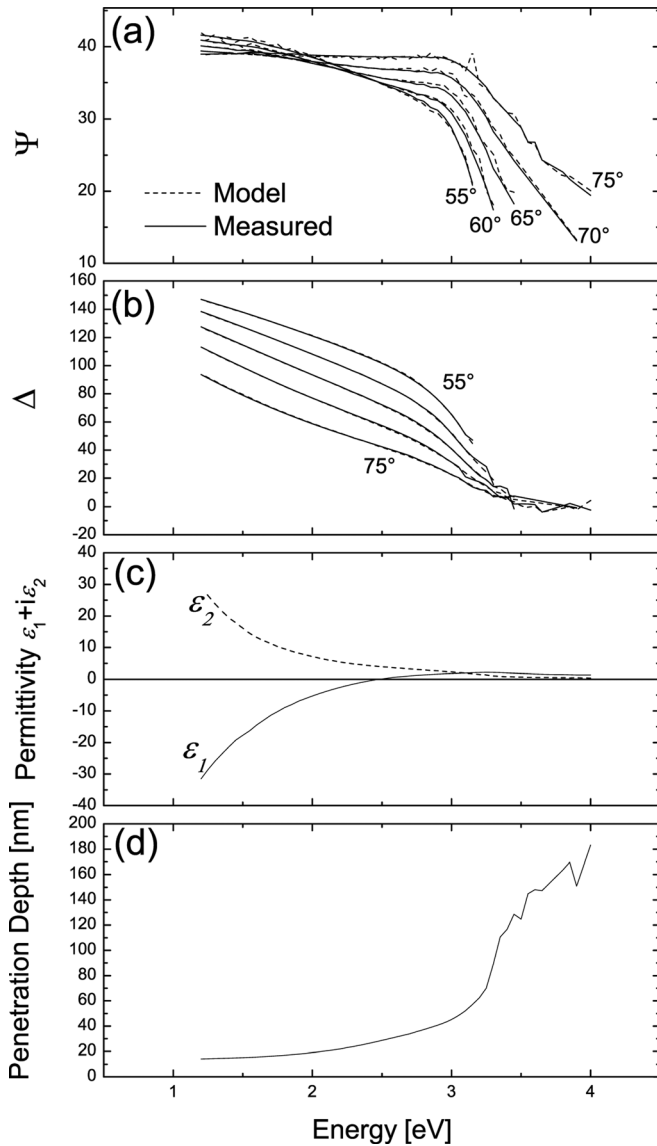 (a)
40
30
20
10
Ψ
Model
Measured
55°
60°
65°
70°
75°
(b)
160
140
120
100
80
60
40
20
0
-20
Δ
55°
75°
(c)
40
30
20
10
0
-10
-20
-30
-40
Permittivity ε1+iε2
ε2
ε1
(d)
200
180
160
140
120
100
80
60
40
20
0
Penetration Depth [nm]
1 2 3 4
Energy [eV]